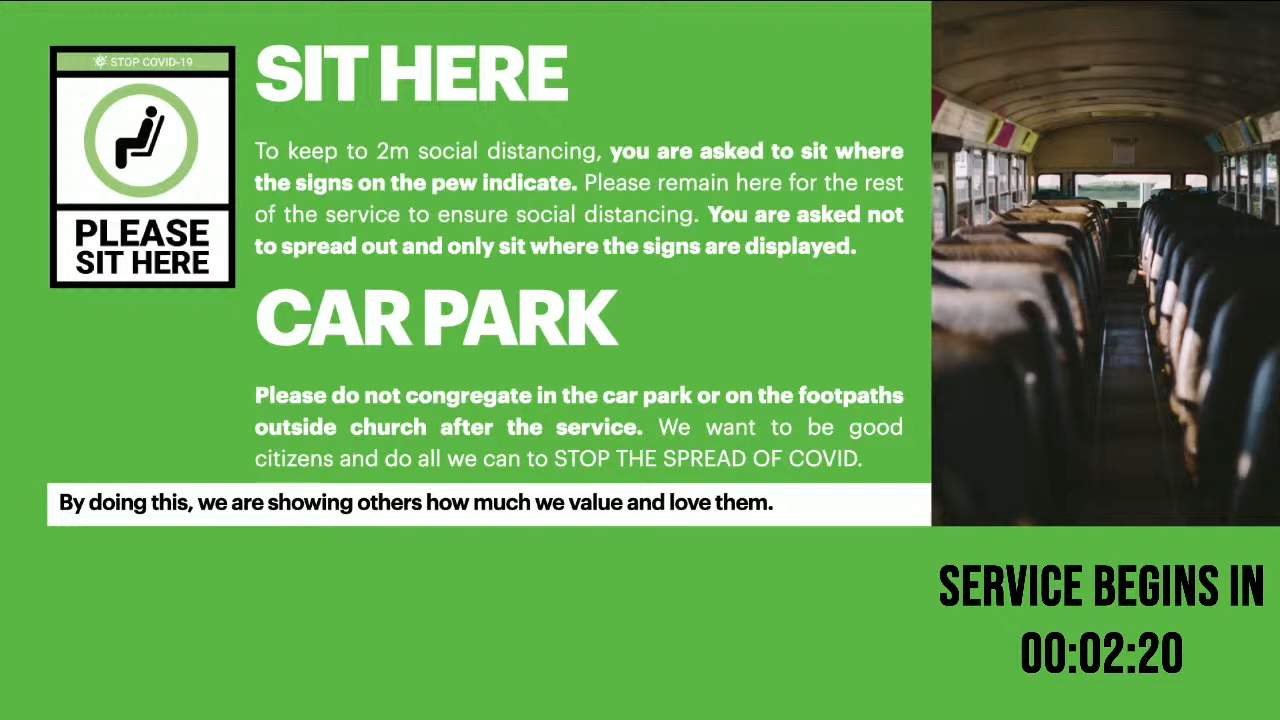 STOP COVID-19
PLEASE
SIT HERE
SIT HERE
To keep to 2m social distancing, you are asked to sit where
the signs on the pew indicate. Please remain here for the rest
of the service to ensure social distancing. You are asked not
to spread out and only sit where the signs are displayed.
CAR PARK
Please do not congregate in the car park or on the footpaths
outside church after the service. We want to be good
citizens and do all we can to STOP THE SPREAD OF COVID.
By doing this, we are showing others how much we value and love them.
SERVICE BEGINS IN
00:02:20